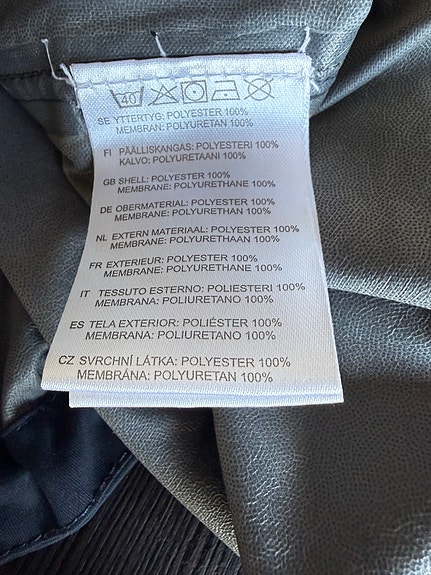 40
SE YTTERTYG: POLYESTER 100%
MEMBRAN: POLYURETAN 100%
FI PÄÄLLISKANGAS: POLYESTERI 100%
KALVO: POLYURETAANI 100%
GB SHELL: POLYESTER 100%
MEMBRANE: POLYURETHANE 100%
DE OBERMATERIAL: POLYESTER 100%
MEMBRANE: POLYURETHAN 100%
NL EXTERN MATERIAAL: POLYESTER 100%
MEMBRANE: POLYURETHAAN 100%
FR EXTERIEUR: POLYESTER 100%
MEMBRANE: POLYURETHANE 100%
IT TESSUTO ESTERNO: POLIESTERI 100%
MEMBRANA: POLIURETANO 100%
ES TELA EXTERIOR: POLIÉSTER 100%
MEMBRANA: POLIURETANO 100%
CZ SVRCHNÍ LÁTKA: POLYESTER 100%
MEMBRÁNA: POLYURETAN 100%